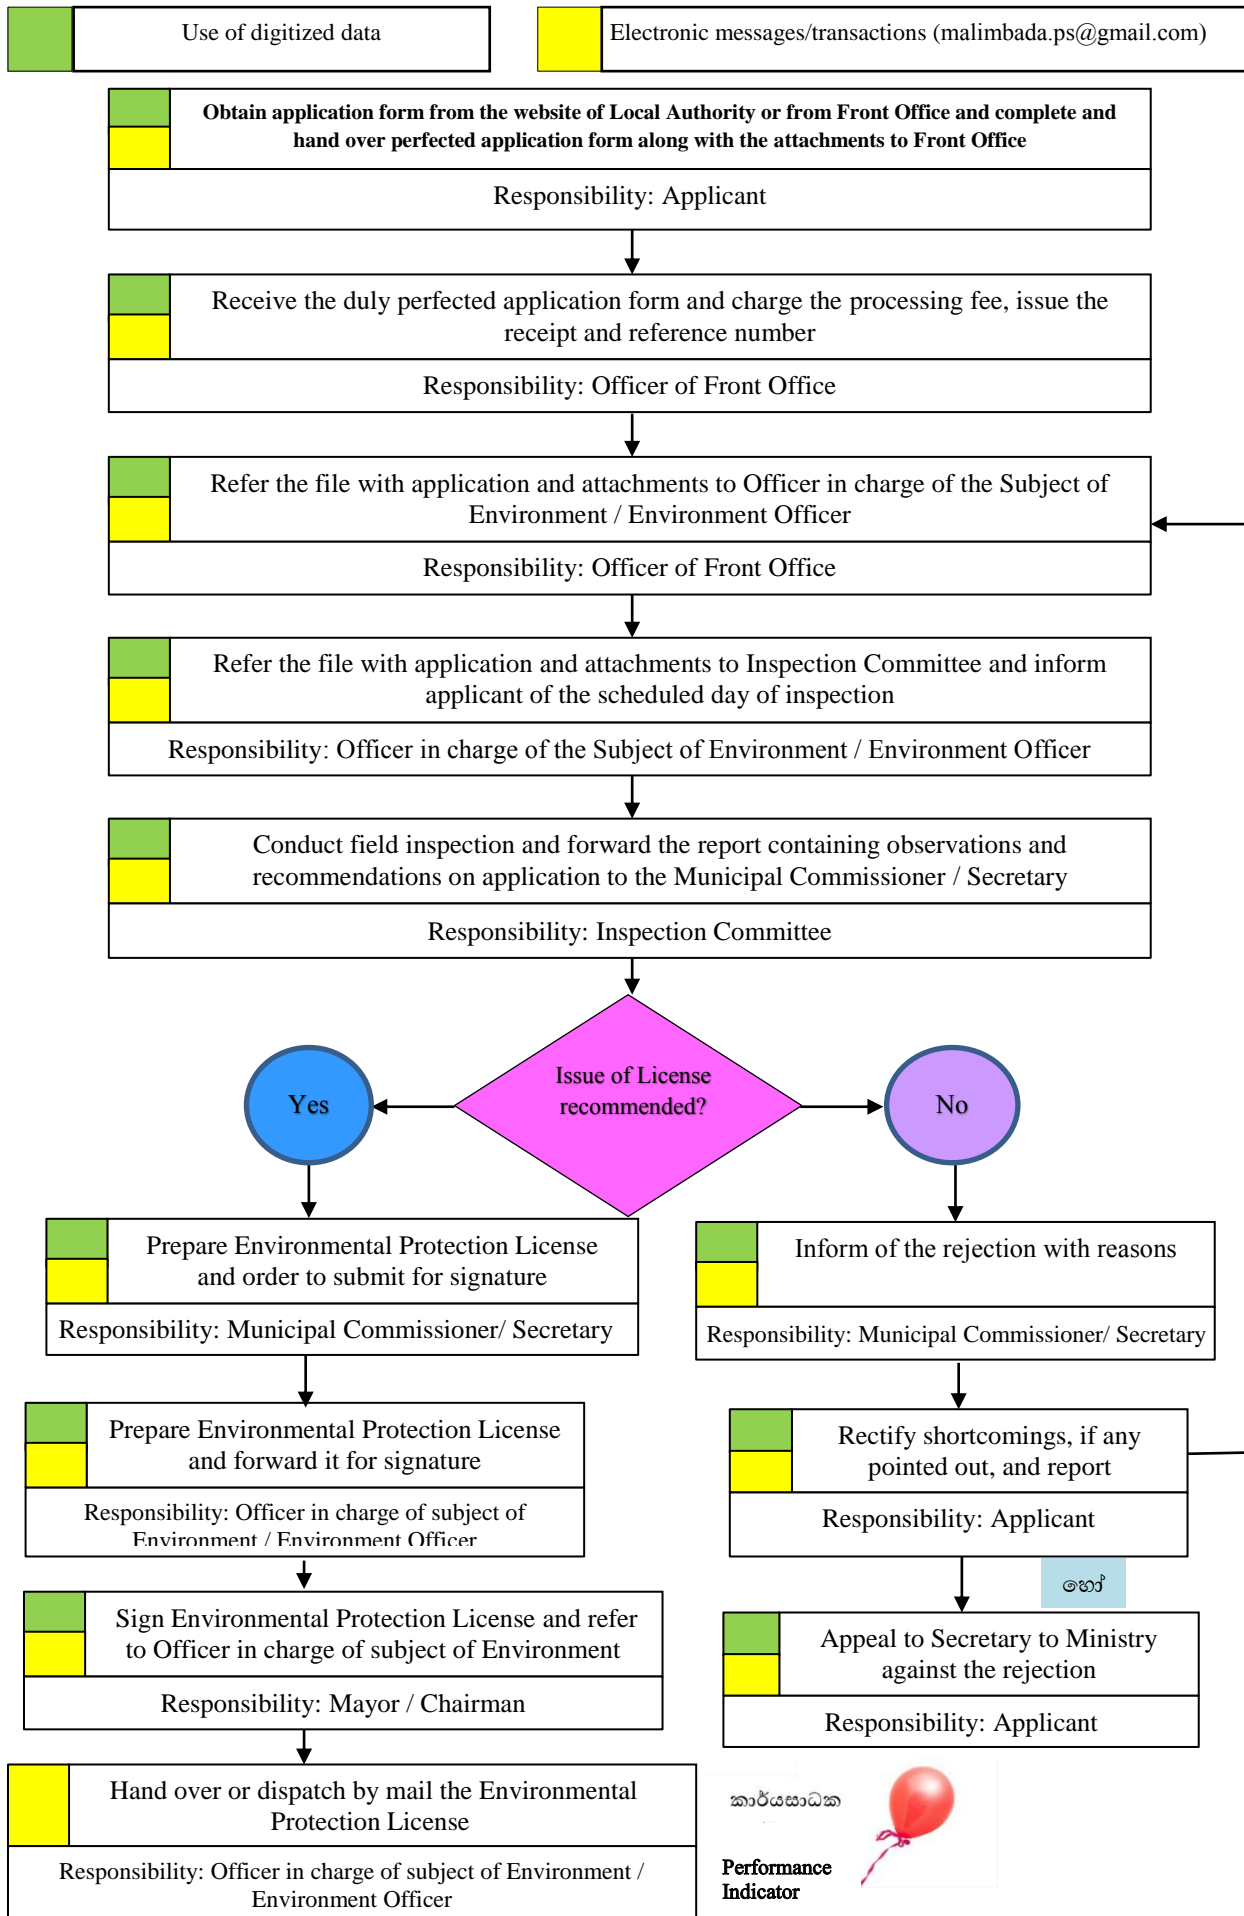 Use of digitized data
Electronic messages/transactions (malimbada.ps@gmail.com)
Obtain application form from the website of Local Authority or from Front Office and complete and
hand over perfected application form along with the attachments to Front Office
Responsibility: Applicant
Receive the duly perfected application form and charge the processing fee, issue the
receipt and reference number
Responsibility: Officer of Front Office
Refer the file with application and attachments to Officer in charge of the Subject of
Environment / Environment Officer
Responsibility: Officer of Front Office
Refer the file with application and attachments to Inspection Committee and inform
applicant of the scheduled day of inspection
Responsibility: Officer in charge of the Subject of Environment / Environment Officer
Conduct field inspection and forward the report containing observations and
recommendations on application to the Municipal Commissioner / Secretary
Responsibility: Inspection Committee
Issue of License
recommended?
Yes
No
Prepare Environmental Protection License
and order to submit for signature
Responsibility: Municipal Commissioner/ Secretary
Prepare Environmental Protection License
and forward it for signature
Responsibility: Officer in charge of subject of
Environment / Environment Officer
Sign Environmental Protection License and refer
to Officer in charge of subject of Environment
Responsibility: Mayor / Chairman
Hand over or dispatch by mail the Environmental
Protection License
Responsibility: Officer in charge of subject of Environment /
Environment Officer
Inform of the rejection with reasons
Responsibility: Municipal Commissioner/ Secretary
Rectify shortcomings, if any
pointed out, and report
Responsibility: Applicant
හෝ
Appeal to Secretary to Ministry
against the rejection
Responsibility: Applicant
කාර්යසාධක
Performance
Indicator